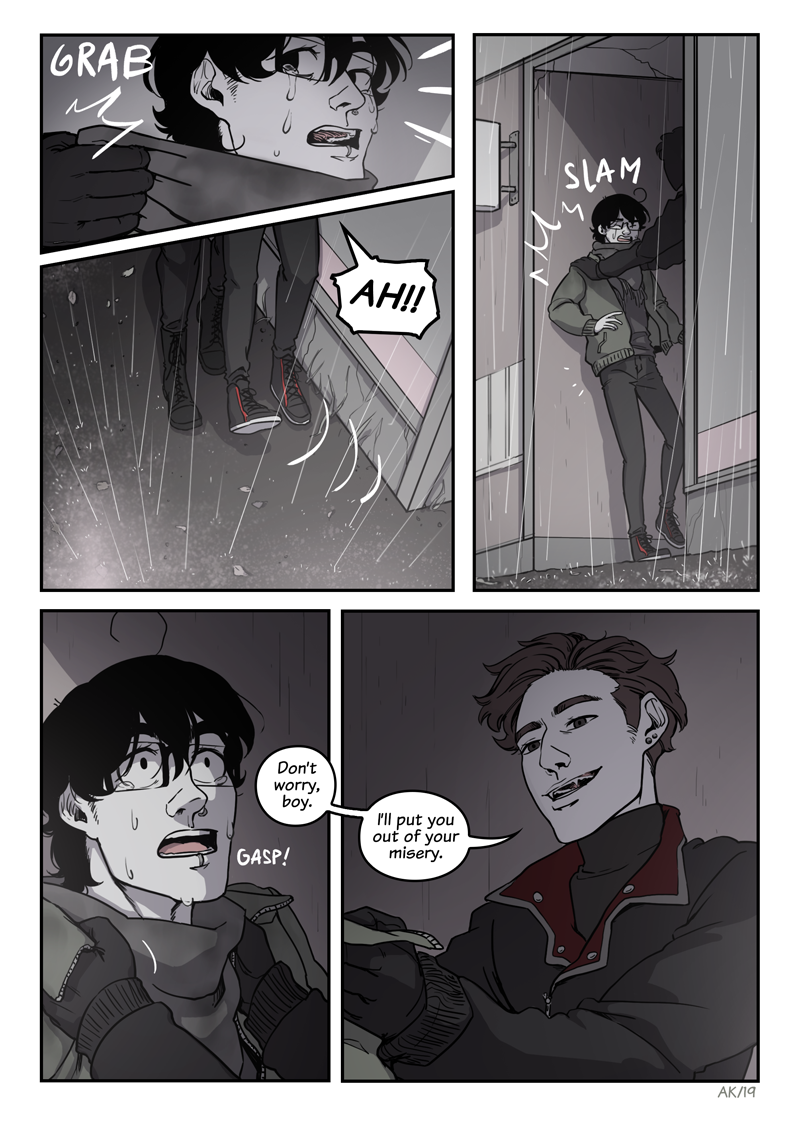 GRAB
AH!!
SLAM
GASP!
Don't
worry,
boy.
I'll put you
out of your
misery.
AK/19